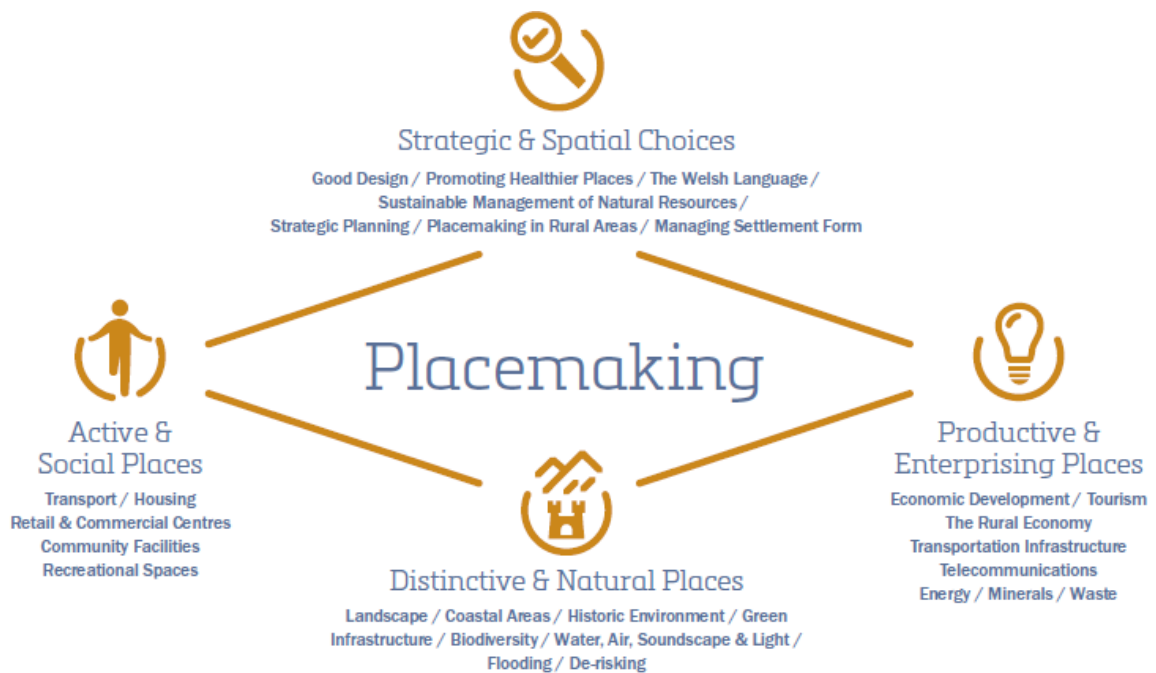 Strategic & Spatial Choices
Good Design / Promoting Healthier Places / The Welsh Language /
Sustainable Management of Natural Resources /
Strategic Planning / Placemaking in Rural Areas / Managing Settlement Form
Placemaking
Active &
Social Places
Transport / Housing
Retail & Commercial Centres
Community Facilities
Recreational Spaces
Productive &
Enterprising Places
Economic Development / Tourism
The Rural Economy
Transportation Infrastructure
Telecommunications
Energy / Minerals / Waste
Distinctive & Natural Places
Landscape / Coastal Areas / Historic Environment / Green
Infrastructure / Biodiversity / Water, Air, Soundscape & Light /
Flooding / De-risking